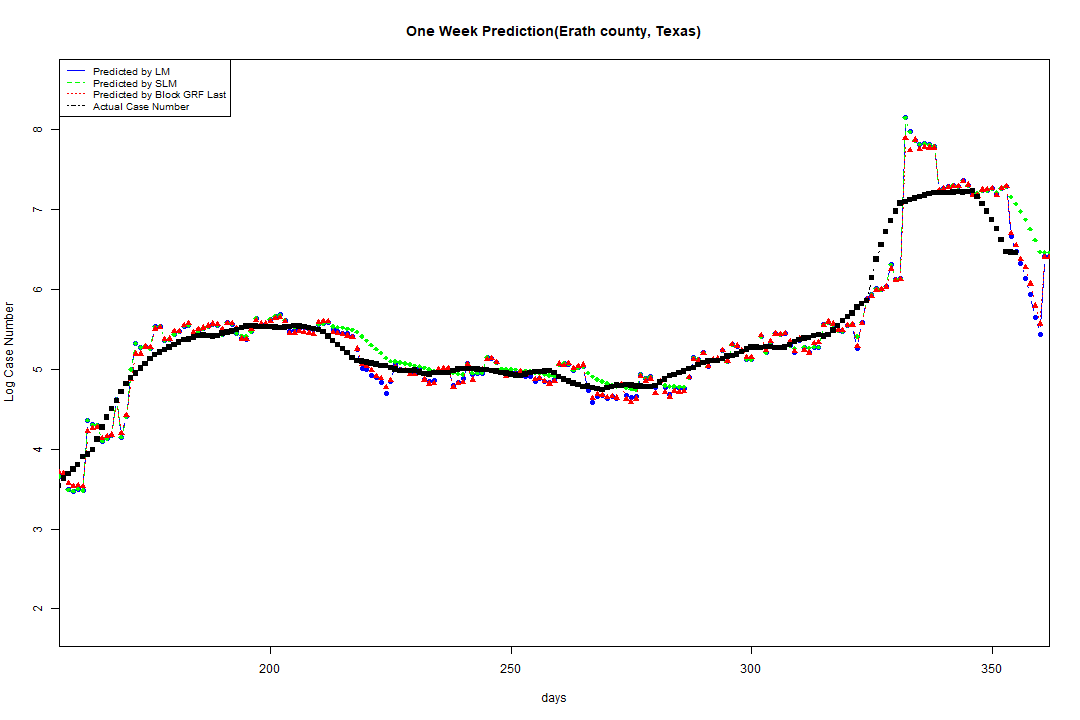 One Week Prediction(Erath county, Texas)
Predicted by LM
Predicted by SLM
Predicted by Block GRF Last
Actual Case Number
8
7
6
5
4
3
2
Log Case Number
200
250
300
350
days